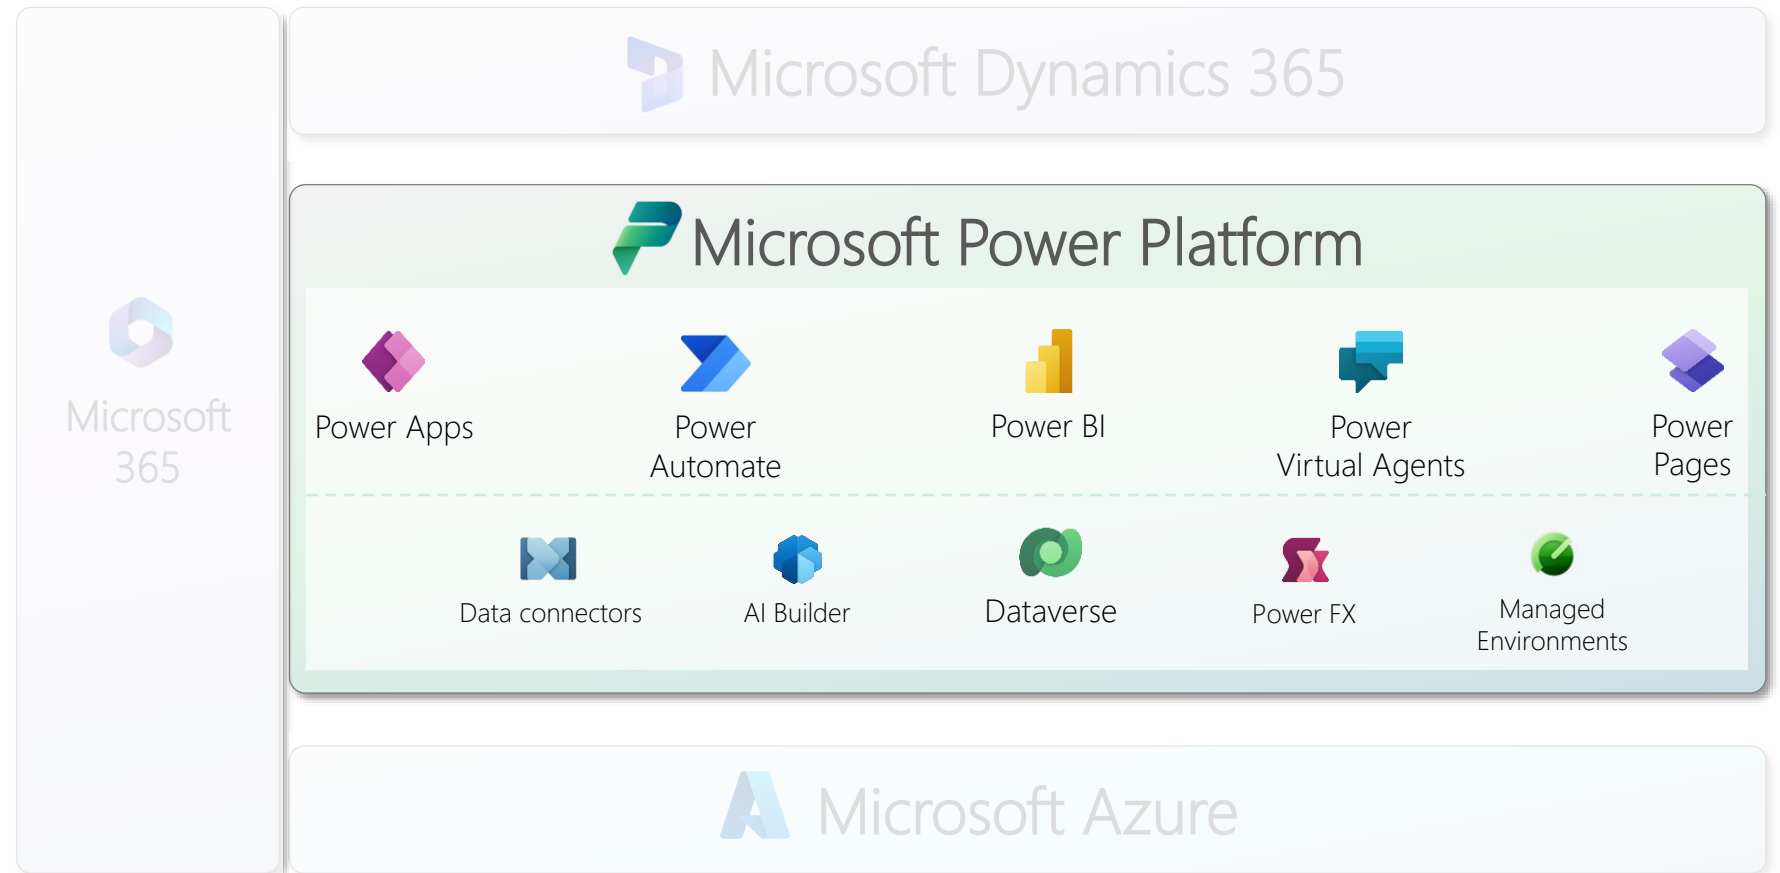 Microsoft Dynamics 365
Microsoft
365
Microsoft Power Platform
Power Apps
Power
Automate
Power BI
Power
Virtual Agents
Power
Pages
Data connectors
AI Builder
Dataverse
Power FX
Managed
Environments
Microsoft Azure